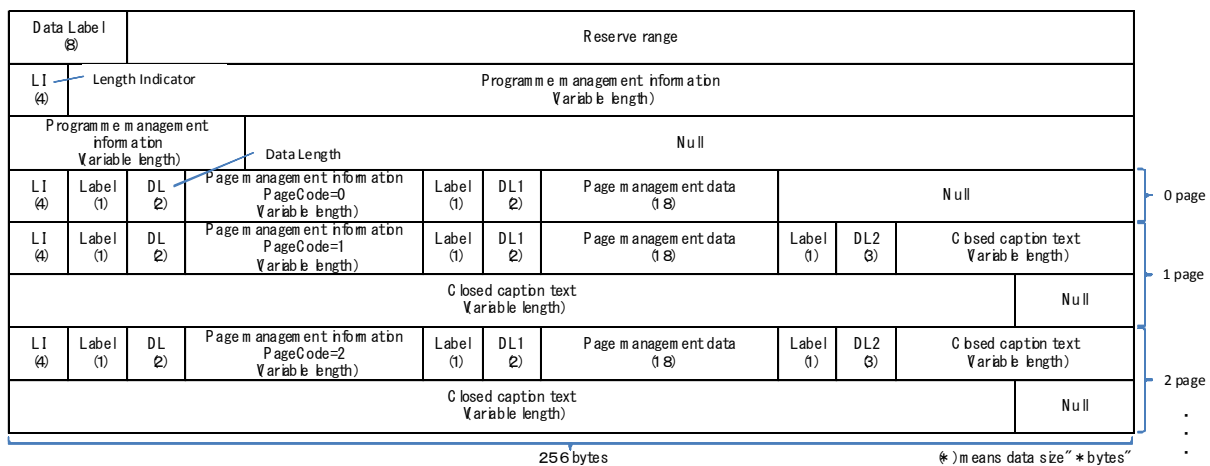 Data Label
(8)
Reserve range
LI
(4)
Length Indicator
Programme management information
(Variable length)
Programme management
information
(Variable length)
Data Length
Null
LI
(4)
Label
(1)
DL
(2)
Page management information
PageCode=0
(Variable length)
Label
(1)
DL1
(2)
Page management data
(18)
Null
0 page
LI
(4)
Label
(1)
DL
(2)
Page management information
PageCode=1
(Variable length)
Label
(1)
DL1
(2)
Page management data
(18)
Label
(1)
DL2
(3)
Closed caption text
(Variable length)
1 page
Closed caption text
(Variable length)
Null
LI
(4)
Label
(1)
DL
(2)
Page management information
PageCode=2
(Variable length)
Label
(1)
DL1
(2)
Page management data
(18)
Label
(1)
DL2
(3)
Closed caption text
(Variable length)
2 page
Closed caption text
(Variable length)
Null
.
.
.
256 bytes
(*)means data size"*bytes"